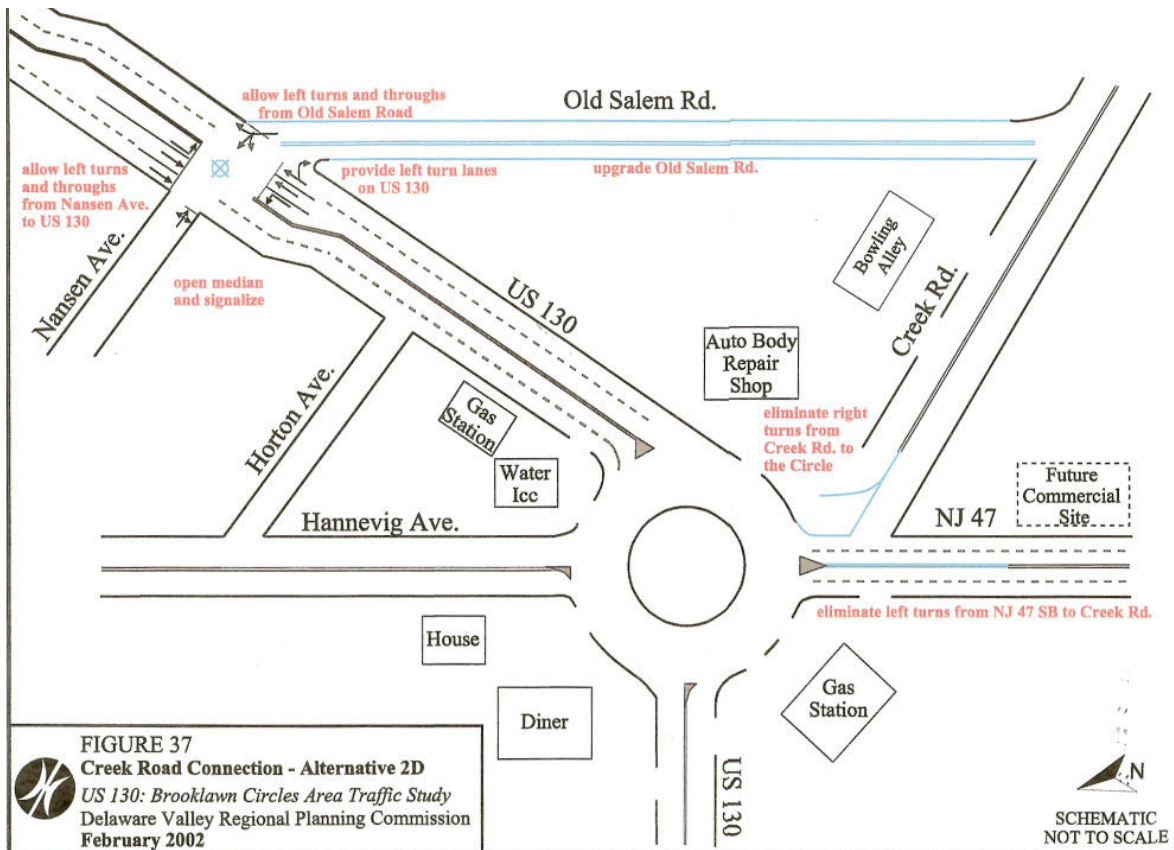 allow left turns and throughs
from Old Salem Road
Old Salem Rd.
allow left turns
and throughs
from Nansen Ave.
to US 130
provide left turn lanes
on US 130
upgrade Old Salem Rd.
Nansen Ave.
open median
and signalize
US 130
Bowling
Alley
Creek Rd.
Auto Body
Repair
Shop
Horton Ave.
Gas
Station
Water
Ice
eliminate right
turns from
Creek Rd. to
the Circle
Future
Commercial
Site
NJ 47
Hannevig Ave.
eliminate left turns from NJ 47 SB to Creek Rd.
House
Diner
Gas
Station
US 130
FIGURE 37
Creek Road Connection - Alternative 2D
US 130: Brooklawn Circles Area Traffic Study
Delaware Valley Regional Planning Commission
February 2002
N
SCHEMATIC
NOT TO SCALE